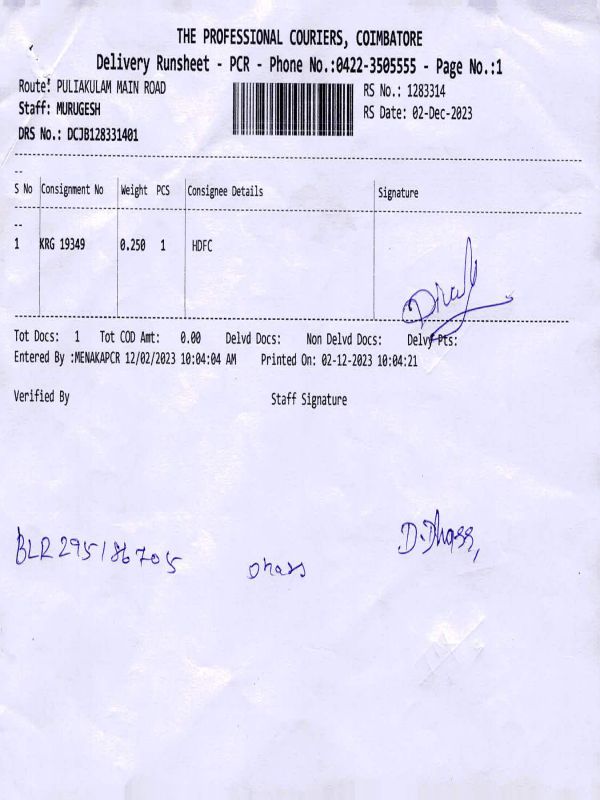 THE PROFESSIONAL COURIERS, COIMBATORE
Delivery Runsheet - PCR - Phone No.:0422-3505555 - Page No.:1
Route: PULIAKULAM MAIN ROAD
RS No.: 1283314
Staff: MURUGESH
RS Date: 02-Dec-2023
DRS No.: DCJB128331401
S No Consignment No Weight PCS Consignee Details Signature
1 KRG 19349 0.250 1 HDFC
Tot Docs: 1 Tot COD Amt: 0.00 Delvd Docs: Non Delvd Docs: Delvy Pts:
Entered By :MENAKAPCR 12/02/2023 10:04:04 AM Printed On: 02-12-2023 10:04:21
Verified By Staff Signature
BLR 295186705 Dhass D.Dhass,